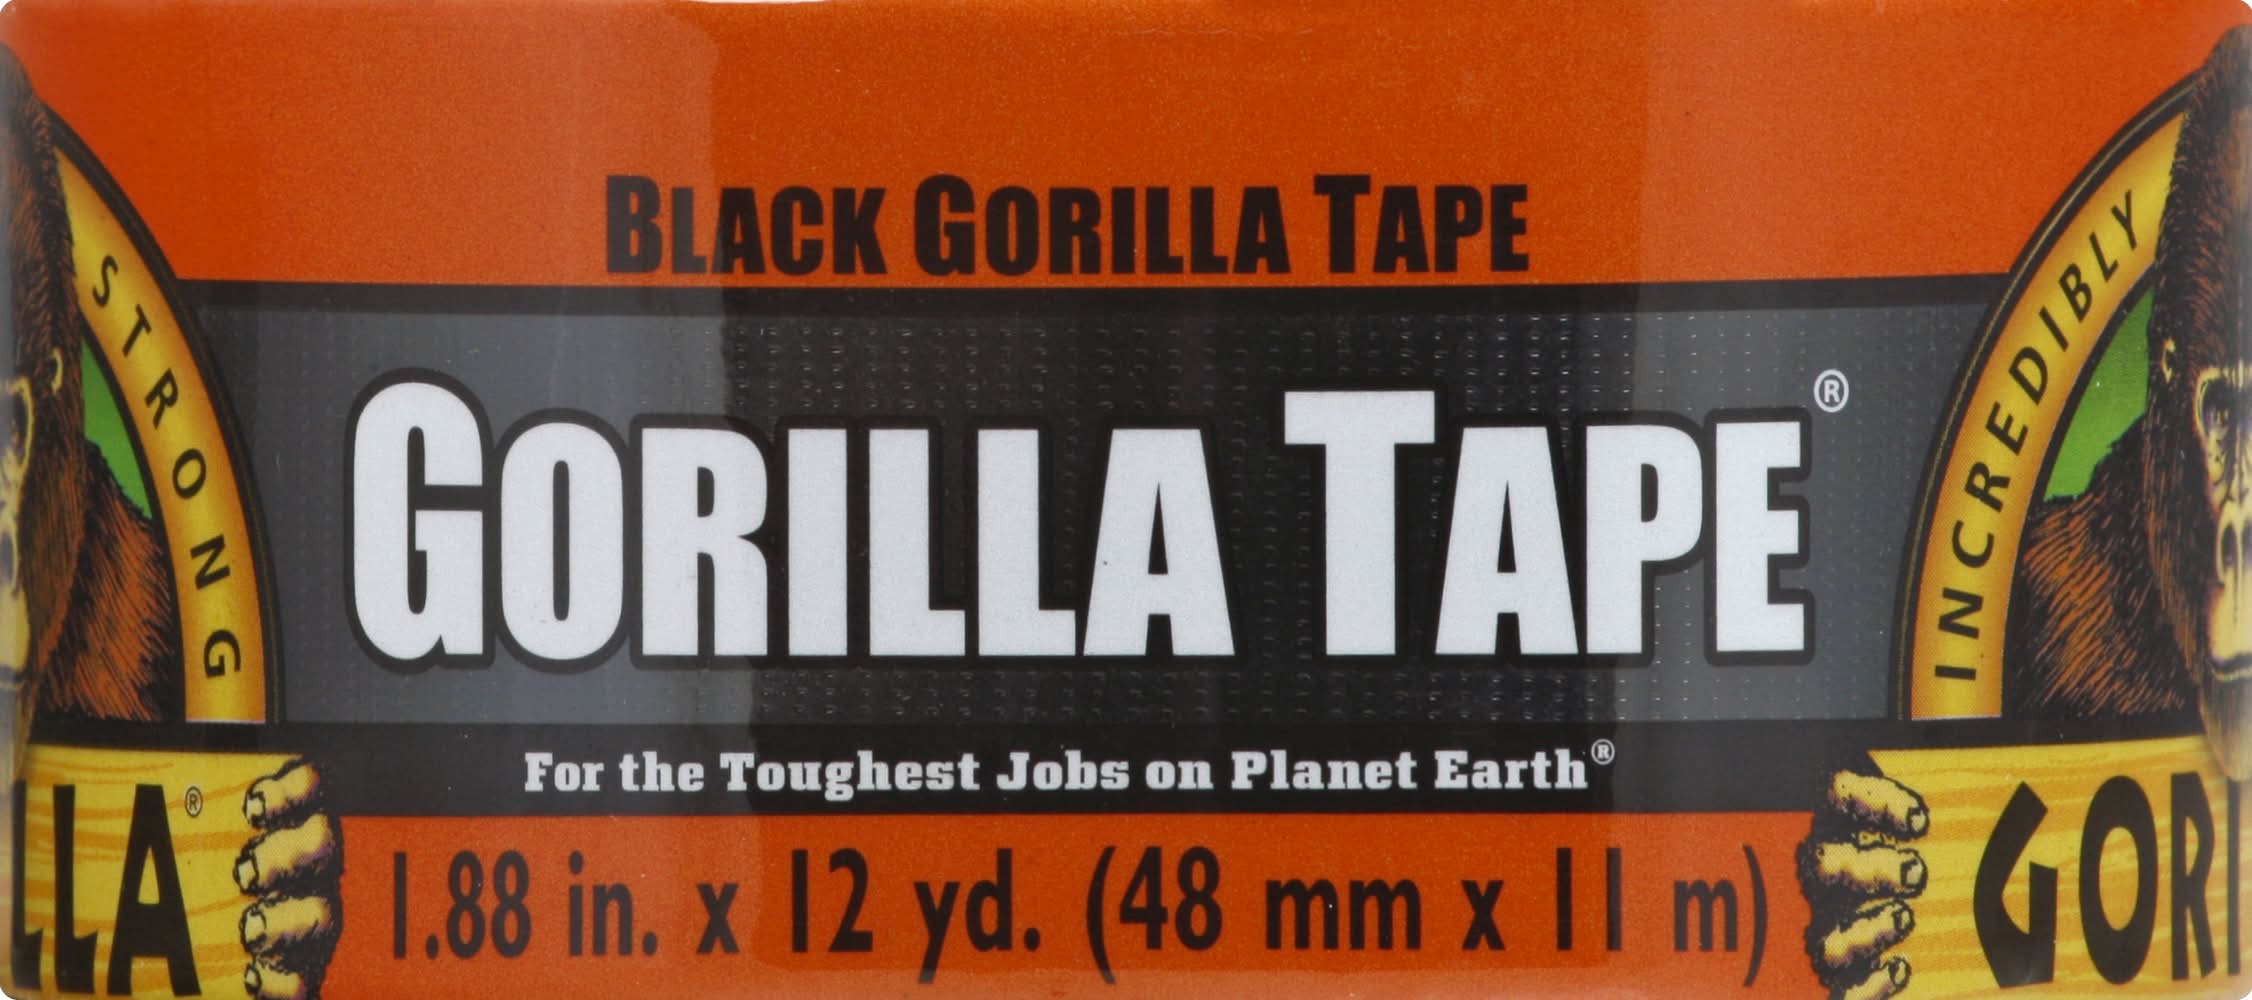 BLACK GORILLA TAPE
STRONG
INCREDIBLY
GORILLA TAPE®
For the Toughest Jobs on Planet Earth®
LLA®
GORI
1.88 in. x 12 yd. (48 mm x 11 m)